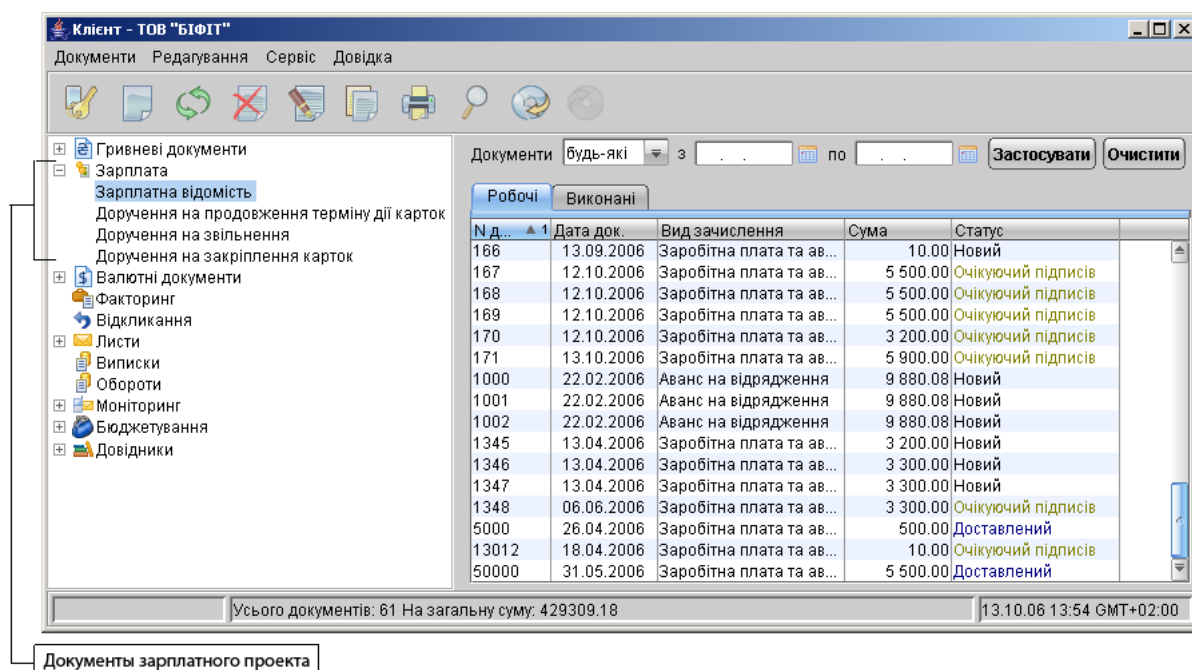 Клієнт - ТОВ "БІФІТ"
Документи Редагування Сервіс Довідка
Гривневі документи
Зарплата
Зарплатна відомість
Доручення на продовження терміну дії карток
Доручення на звільнення
Доручення на закріплення карток
Валютні документи
Факторинг
Відкликання
Листи
Виписки
Обороти
Моніторинг
Бюджетування
Довідники
Документи будь-які з . . по . . Застосувати Очистити
Робочі Виконані
N д... 1 Дата док. Вид зачислення Сума Статус
166 13.09.2006 Заробітна плата та ав... 10.00 Новий
167 12.10.2006 Заробітна плата та ав... 5 500.00 Очікуючий підписів
168 12.10.2006 Заробітна плата та ав... 5 500.00 Очікуючий підписів
169 12.10.2006 Заробітна плата та ав... 5 500.00 Очікуючий підписів
170 12.10.2006 Заробітна плата та ав... 3 200.00 Очікуючий підписів
171 13.10.2006 Заробітна плата та ав... 5 900.00 Очікуючий підписів
1000 22.02.2006 Аванс на відрядження 9 880.08 Новий
1001 22.02.2006 Аванс на відрядження 9 880.08 Новий
1002 22.02.2006 Аванс на відрядження 9 880.08 Новий
1345 13.04.2006 Заробітна плата та ав... 3 200.00 Новий
1346 13.04.2006 Заробітна плата та ав... 3 300.00 Новий
1347 13.04.2006 Заробітна плата та ав... 3 300.00 Новий
1348 06.06.2006 Заробітна плата та ав... 3 300.00 Очікуючий підписів
5000 26.04.2006 Заробітна плата та ав... 500.00 Доставлений
13012 18.04.2006 Заробітна плата та ав... 10.00 Очікуючий підписів
50000 31.05.2006 Заробітна плата та ав... 5 500.00 Доставлений
Усього документів: 61 На загальну суму: 429309.18 13.10.06 13:54 GMT+02:00
Документы зарплатного проекта